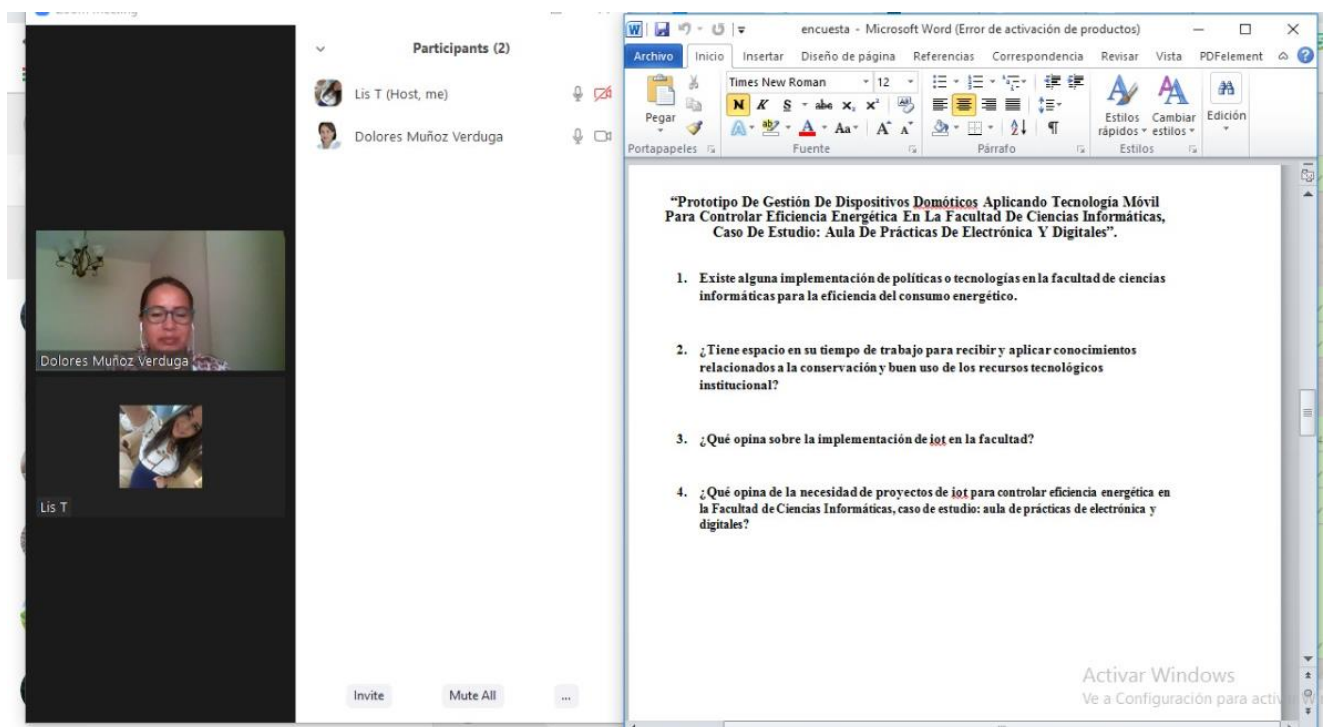 Participants (2)
Lis T (Host, me)
Dolores Muñoz Verduga
Dolores Muñoz Verduga
Lis T
Invite
Mute All
...
encuesta - Microsoft Word (Error de activación de productos)
Archivo Inicio Insertar Diseño de página Referencias Correspondencia Revisar Vista PDFelement
Pegar
Portapapeles
Times New Roman 12
N K S abc x₂ x²
A Aa A A
Fuente
Párrafo
Estilos rápidos
Cambiar estilos
Estilos
Edición
“Prototipo De Gestión De Dispositivos Domóticos Aplicando Tecnología Móvil
Para Controlar Eficiencia Energética En La Facultad De Ciencias Informáticas,
Caso De Estudio: Aula De Prácticas De Electrónica Y Digitales”.
1. Existe alguna implementación de políticas o tecnologías en la facultad de ciencias
informáticas para la eficiencia del consumo energético.
2. ¿Tiene espacio en su tiempo de trabajo para recibir y aplicar conocimientos
relacionados a la conservación y buen uso de los recursos tecnológicos
institucional?
3. ¿Qué opina sobre la implementación de iot en la facultad?
4. ¿Qué opina de la necesidad de proyectos de iot para controlar eficiencia energética en
la Facultad de Ciencias Informáticas, caso de estudio: aula de prácticas de electrónica y
digitales?
Activar Windows
Ve a Configuración para